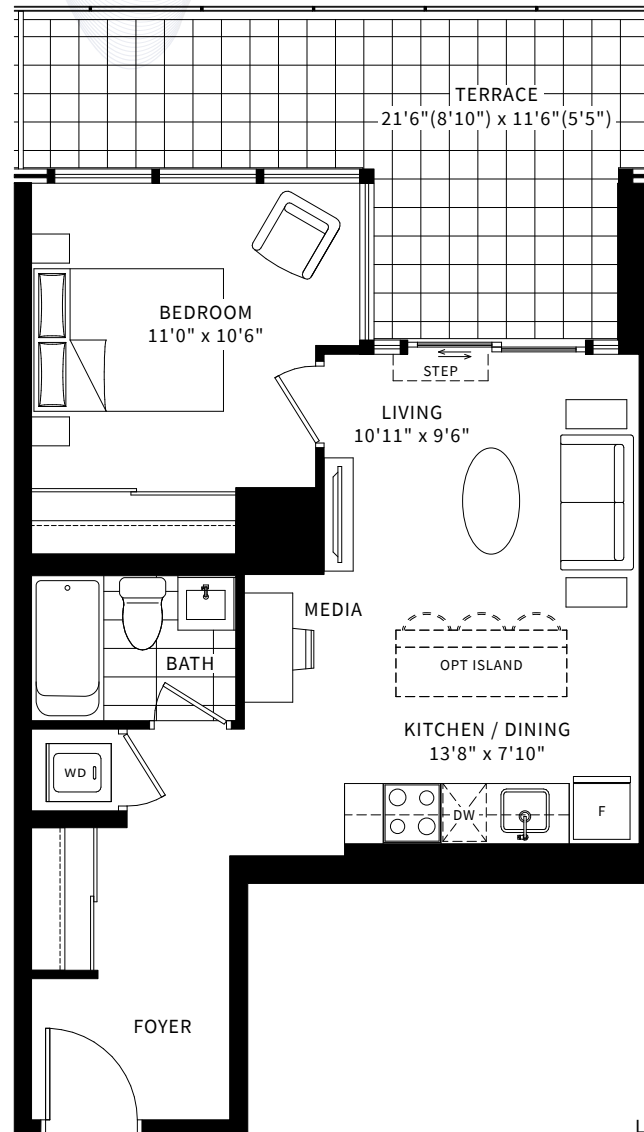 TERRACE
21'6"(8'10") x 11'6"(5'5")
BEDROOM
11'0" x 10'6"
STEP
LIVING
10'11" x 9'6"
MEDIA
BATH
OPT ISLAND
KITCHEN / DINING
13'8" x 7'10"
WD
DW
F
FOYER